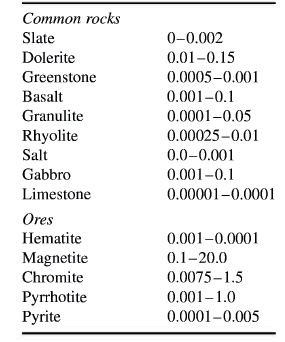 Common rocks
Slate 0–0.002
Dolerite 0.01–0.15
Greenstone 0.0005–0.001
Basalt 0.001–0.1
Granulite 0.0001–0.05
Rhyolite 0.00025–0.01
Salt 0.0–0.001
Gabbro 0.001–0.1
Limestone 0.00001–0.0001
Ores
Hematite 0.001–0.0001
Magnetite 0.1–20.0
Chromite 0.0075–1.5
Pyrrhotite 0.001–1.0
Pyrite 0.0001–0.005